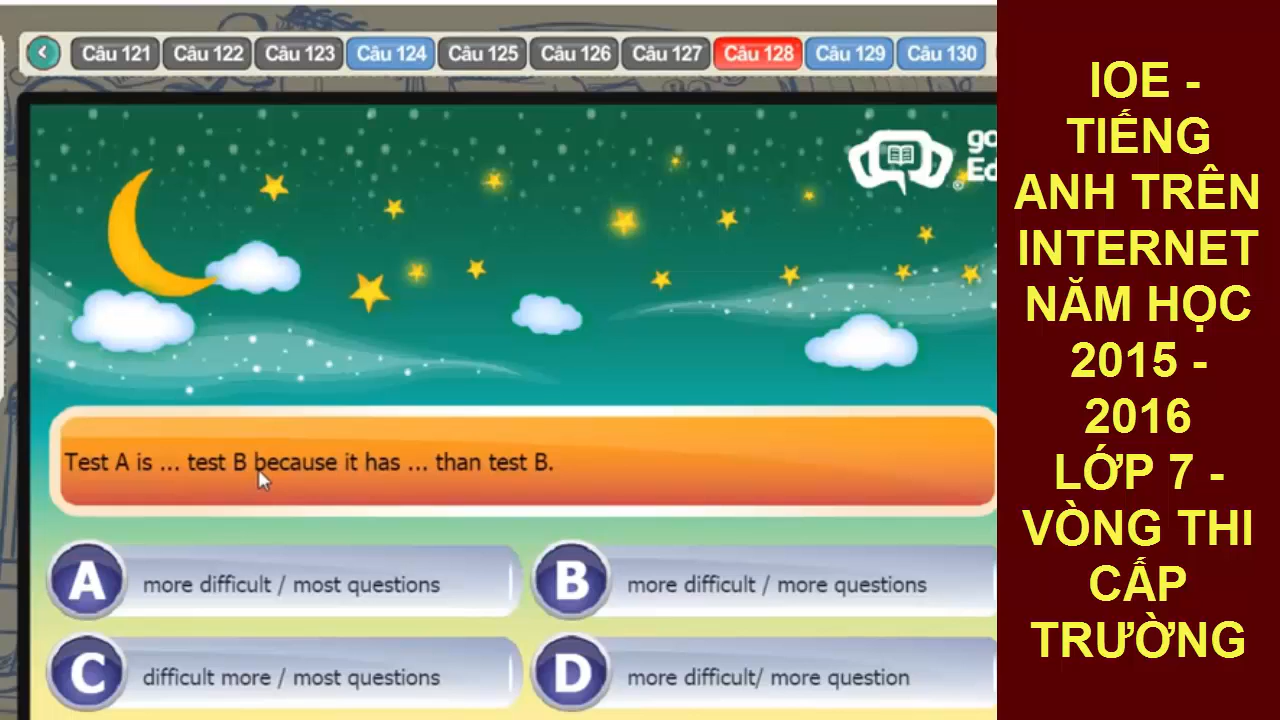 Câu 121 Câu 122 Câu 123 Câu 124 Câu 125 Câu 126 Câu 127 Câu 128 Câu 129 Câu 130
Test A is ... test B because it has ... than test B.
A more difficult / most questions
B more difficult / more questions
C difficult more / most questions
D more difficult/ more question
IOE -
TIẾNG
ANH TRÊN
INTERNET
NĂM HỌC
2015 -
2016
LỚP 7 -
VÒNG THI
CẤP
TRƯỜNG